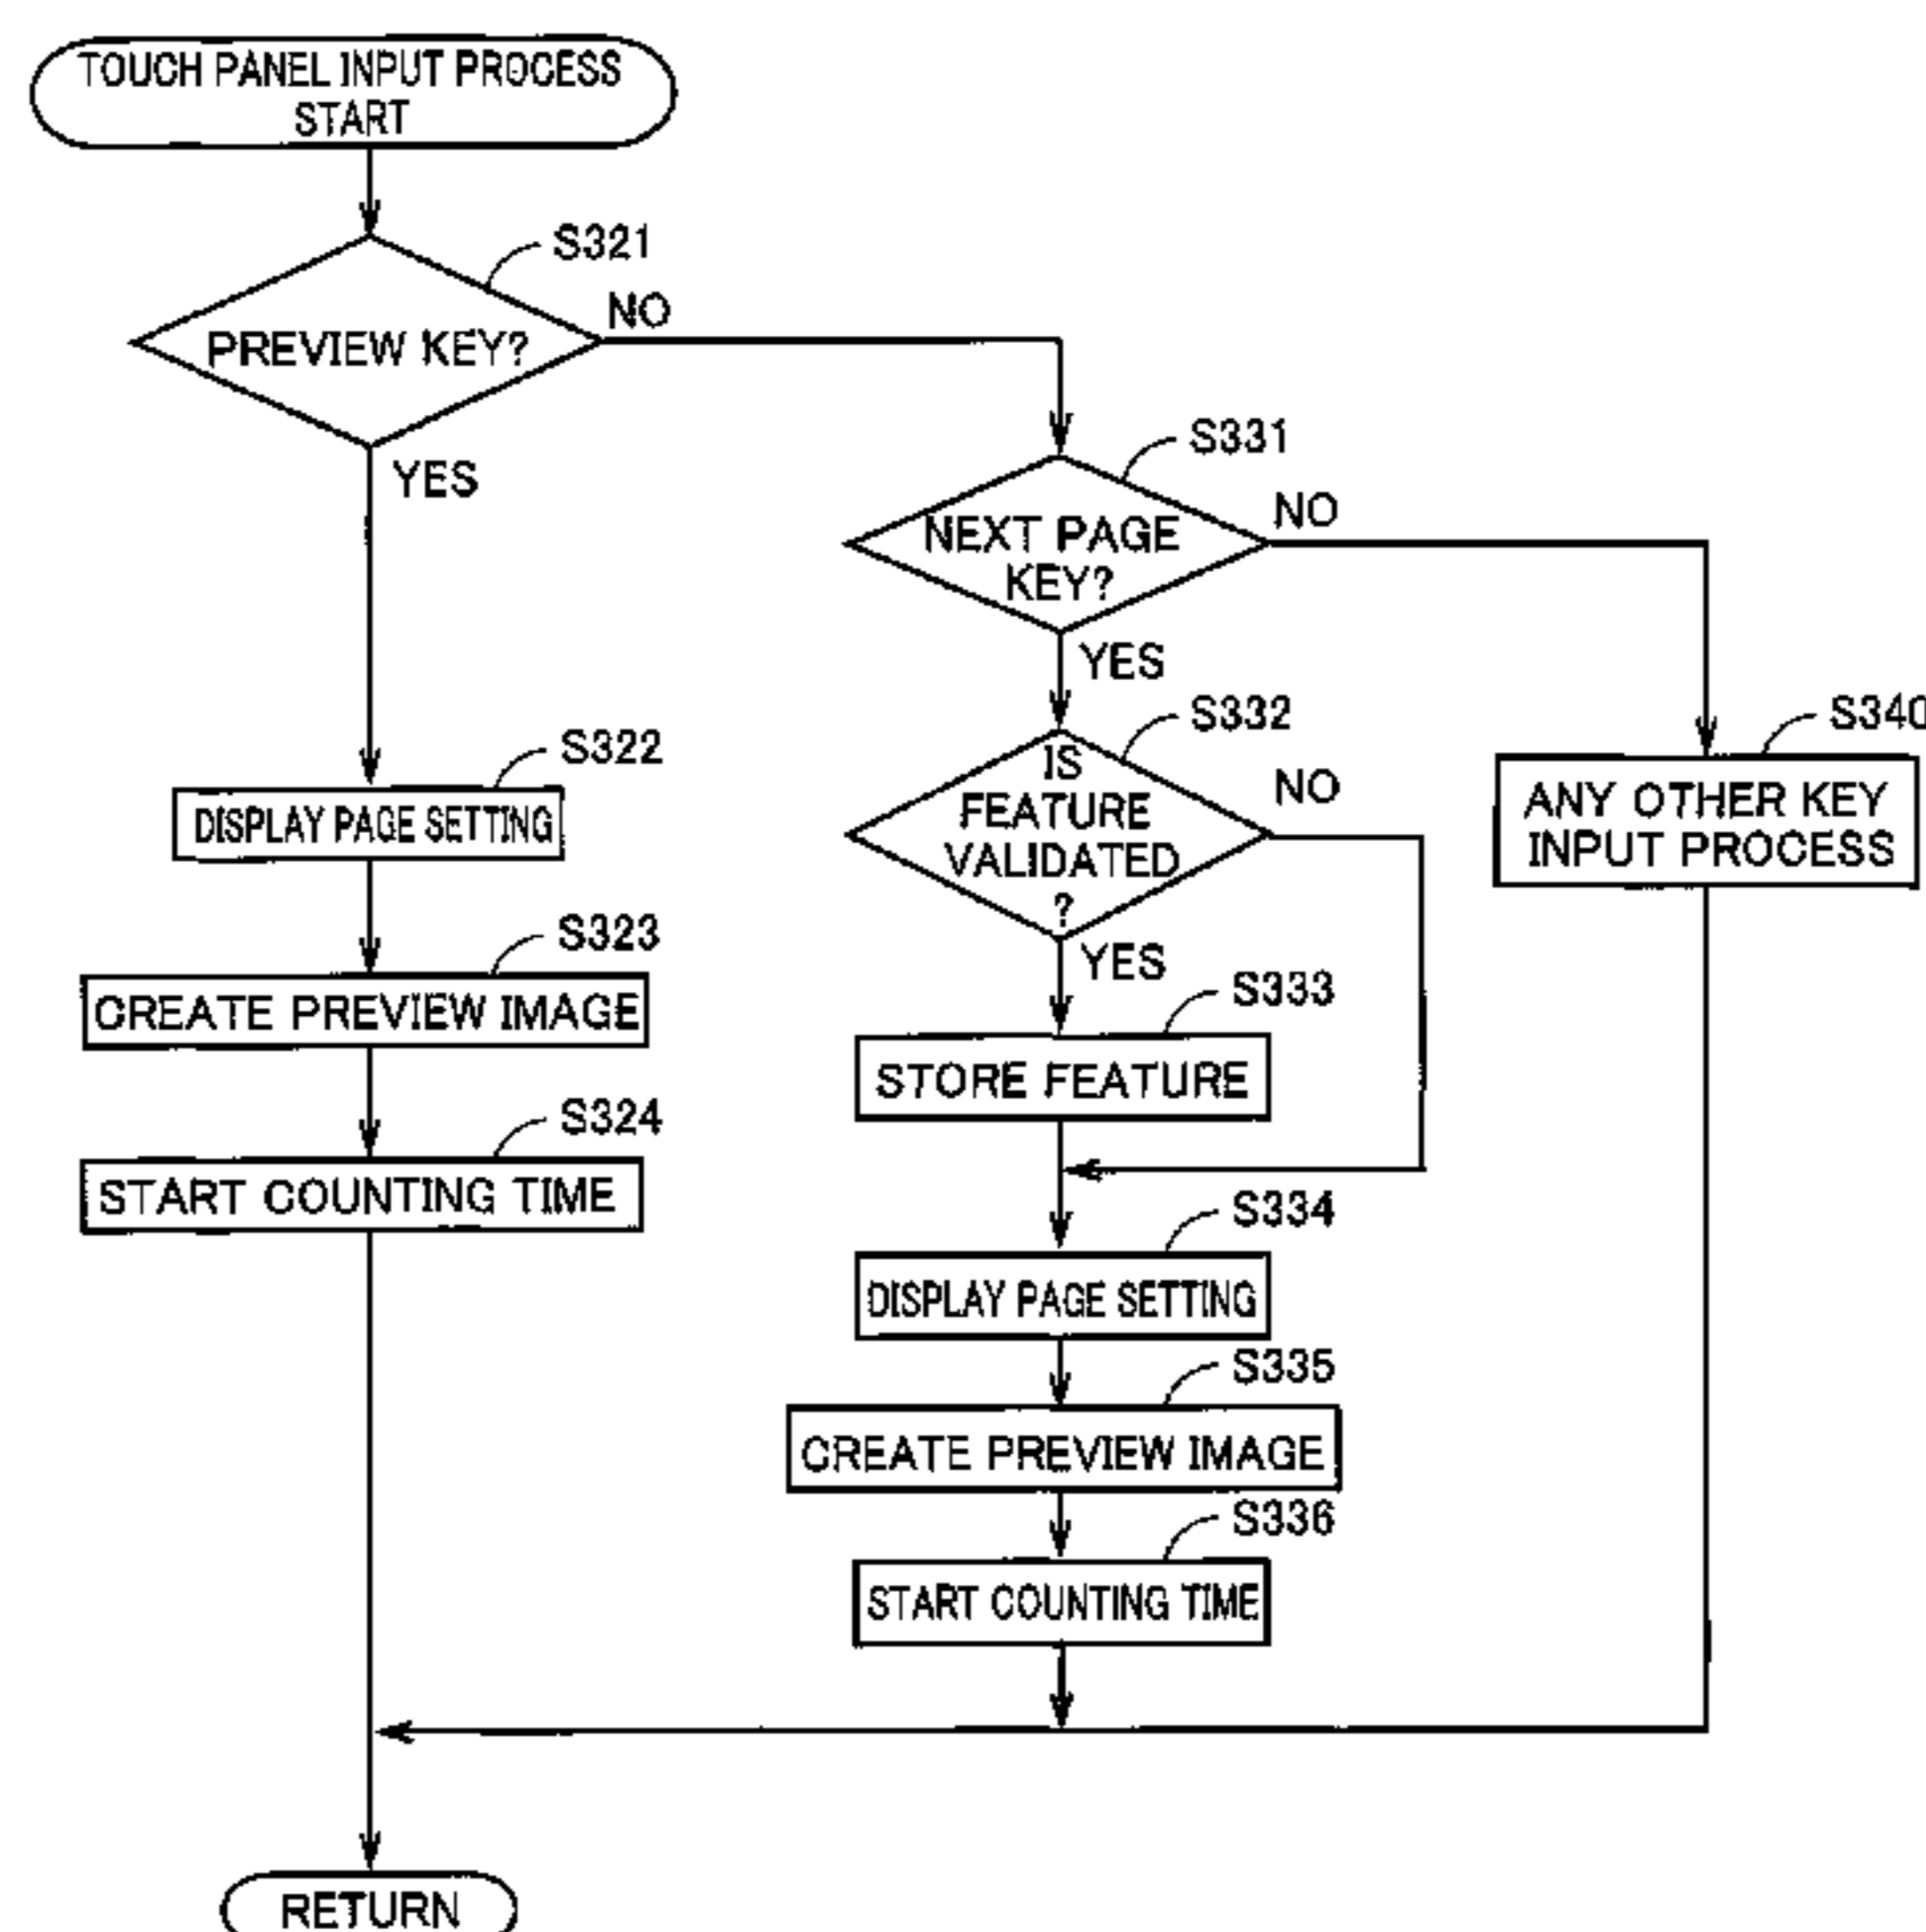 TOUCH PANEL INPUT PROCESS
START
S321
PREVIEW KEY?
NO
YES
S331
NEXT PAGE
KEY?
NO
YES
S322
DISPLAY PAGE SETTING
S323
CREATE PREVIEW IMAGE
S324
START COUNTING TIME
S332
IS
FEATURE
VALIDATED
?
NO
YES
S333
STORE FEATURE
S334
DISPLAY PAGE SETTING
S335
CREATE PREVIEW IMAGE
S336
START COUNTING TIME
S340
ANY OTHER KEY
INPUT PROCESS
RETURN